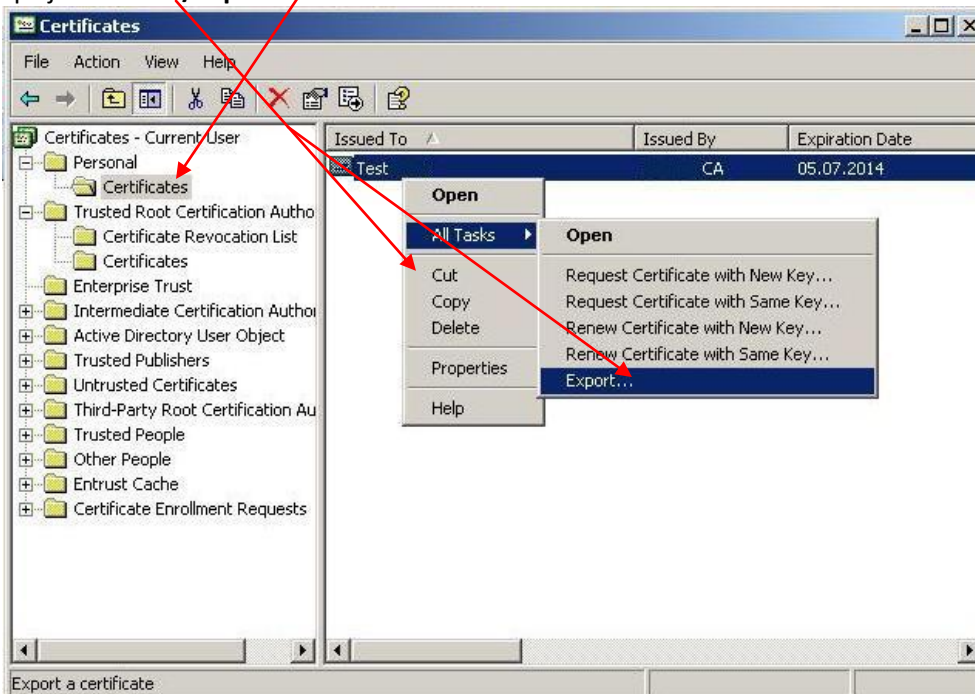 Certificates
File Action View Help
Certificates - Current User
Personal
Certificates
Trusted Root Certification Autho
Certificate Revocation List
Certificates
Enterprise Trust
Intermediate Certification Author
Active Directory User Object
Trusted Publishers
Untrusted Certificates
Third-Party Root Certification Au
Trusted People
Other People
Entrust Cache
Certificate Enrollment Requests
Issued To Issued By Expiration Date
Test CA 05.07.2014
Open
All Tasks
Cut
Copy
Delete
Properties
Help
Open
Request Certificate with New Key...
Request Certificate with Same Key...
Renew Certificate with New Key...
Renew Certificate with Same Key...
Export...
Export a certificate